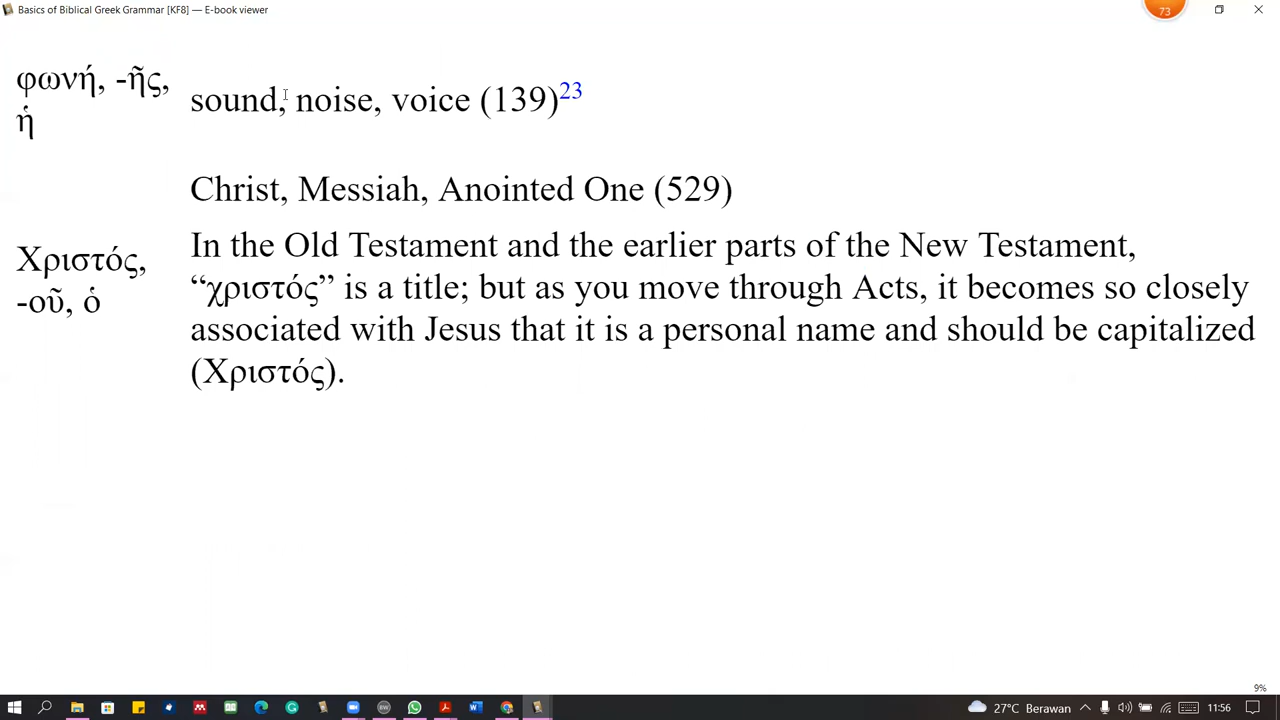 Basics of Biblical Greek Grammar [KF8] — E-book viewer
73
φωνή, -ῆς,
ἡ
sound, noise, voice (139)23
Christ, Messiah, Anointed One (529)
Χριστός,
-οῦ, ὁ
In the Old Testament and the earlier parts of the New Testament,
“χριστός” is a title; but as you move through Acts, it becomes so closely
associated with Jesus that it is a personal name and should be capitalized
(Χριστός).
9%
27°C Berawan
11:56